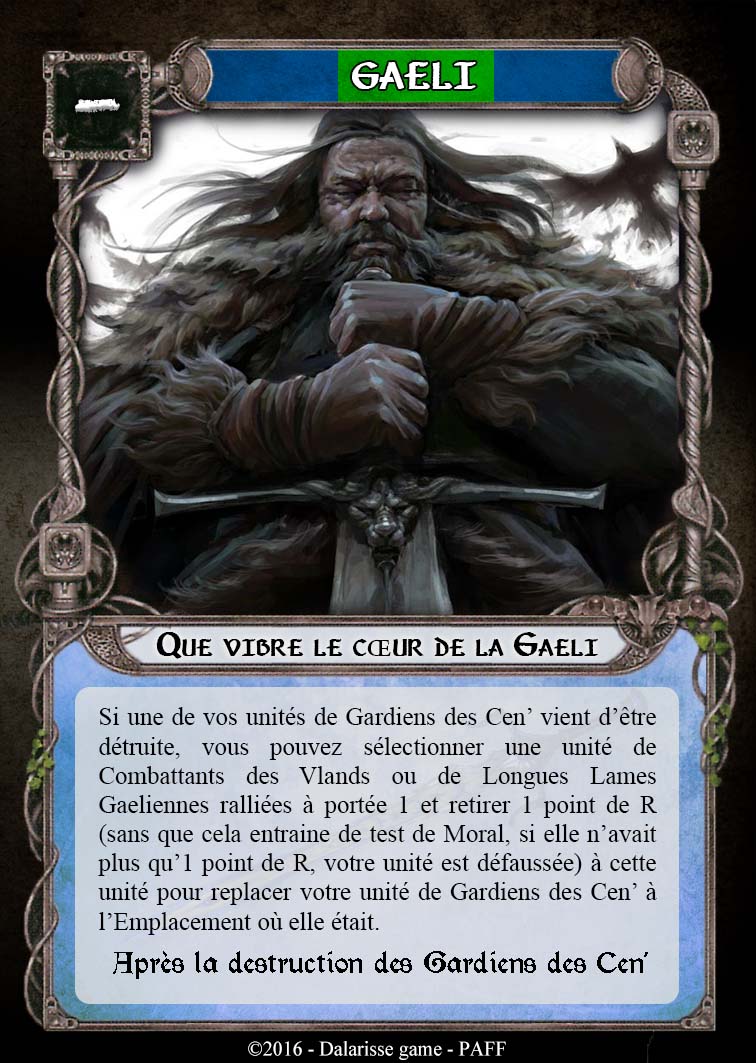 GAELI
-
Que vibre le cœur de la Gaeli
Si une de vos unités de Gardiens des Cen’ vient d’être
détruite, vous pouvez sélectionner une unité de
Combattants des Vlands ou de Longues Lames
Gaeliennes ralliées à portée 1 et retirer 1 point de R
(sans que cela entraine de test de Moral, si elle n’avait
plus qu’1 point de R, votre unité est défaussée) à cette
unité pour replacer votre unité de Gardiens des Cen’ à
l’Emplacement où elle était.
Après la destruction des Gardiens des Cen’
©2016 - Dalarisse game - PAFF